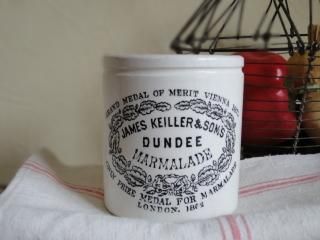 GRAND MEDAL OF MERIT VIENNA
JAMES KEILLER & SONS
DUNDEE
MARMALADE
ONLY PRIZE MEDAL FOR MARMALADE
LONDON, 1862